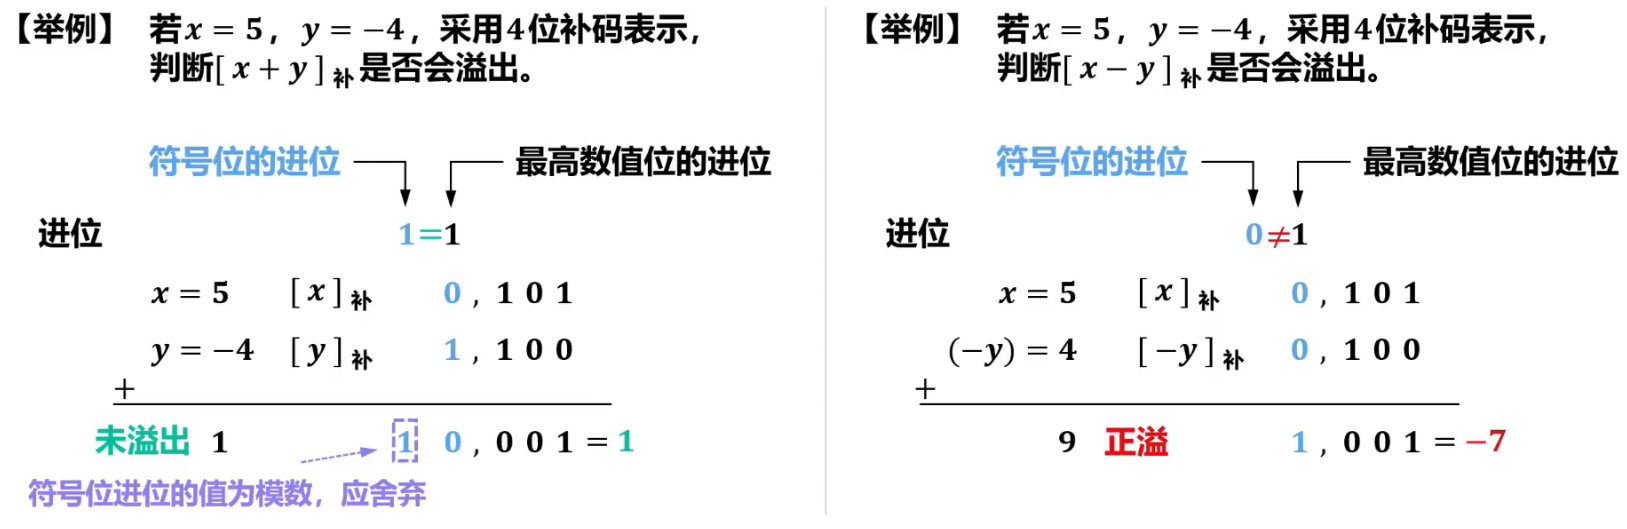 【举例】 若x = 5，y = −4，采用4位补码表示，
判断[ x + y ]补是否会溢出。
符号位的进位
最高数值位的进位
进位
1=1
x = 5 [ x ]补 0 , 1 0 1
y = −4 [ y ]补 1 , 1 0 0
+
未溢出 1 1 0 , 0 0 1 = 1
符号位进位的值为模数，应舍弃
【举例】 若x = 5，y = −4，采用4位补码表示，
判断[ x − y ]补是否会溢出。
符号位的进位
最高数值位的进位
进位
0≠1
x = 5 [ x ]补 0 , 1 0 1
(−y) = 4 [ −y ]补 0 , 1 0 0
+
9 正溢 1 , 0 0 1 = −7